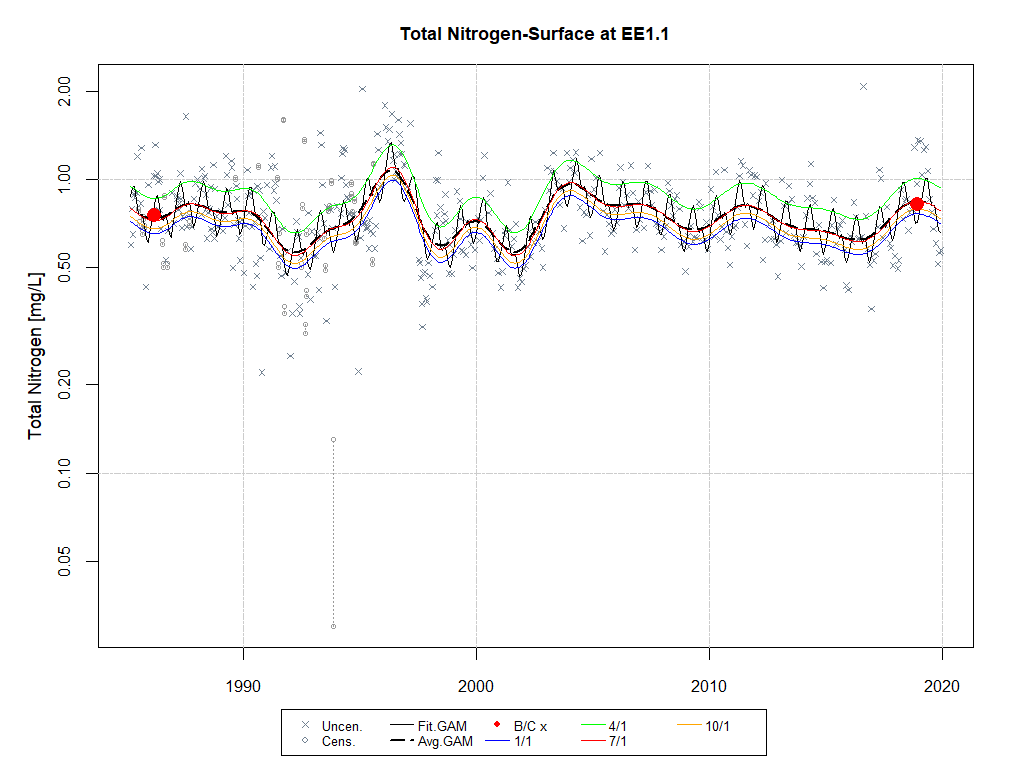 Total Nitrogen-Surface at EE1.1
Total Nitrogen [mg/L]
2.00
1.00
0.50
0.20
0.10
0.05
1990 2000 2010 2020
Uncen. Fit.GAM B/C x 4/1 10/1
Cens. Avg.GAM 1/1 7/1